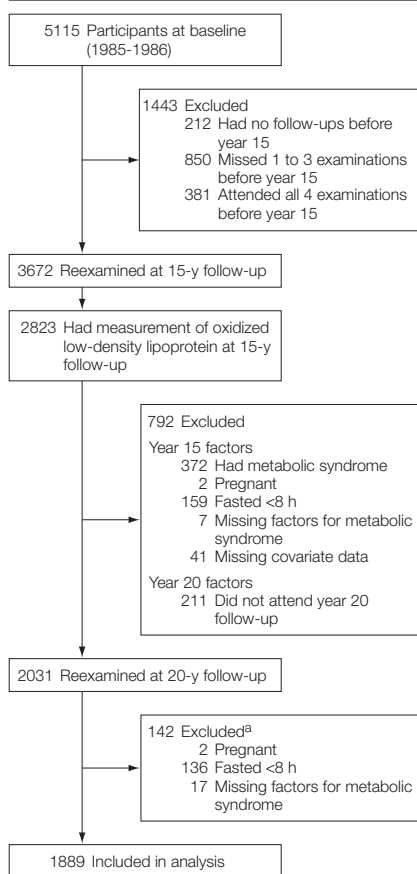 5115 Participants at baseline
(1985-1986)
1443 Excluded
212 Had no follow-ups before
year 15
850 Missed 1 to 3 examinations
before year 15
381 Attended all 4 examinations
before year 15
3672 Reexamined at 15-y follow-up
2823 Had measurement of oxidized
low-density lipoprotein at 15-y
follow-up
792 Excluded
Year 15 factors
372 Had metabolic syndrome
2 Pregnant
159 Fasted <8 h
7 Missing factors for metabolic
syndrome
41 Missing covariate data
Year 20 factors
211 Did not attend year 20
follow-up
2031 Reexamined at 20-y follow-up
142 Excludedᵃ
2 Pregnant
136 Fasted <8 h
17 Missing factors for metabolic
syndrome
1889 Included in analysis